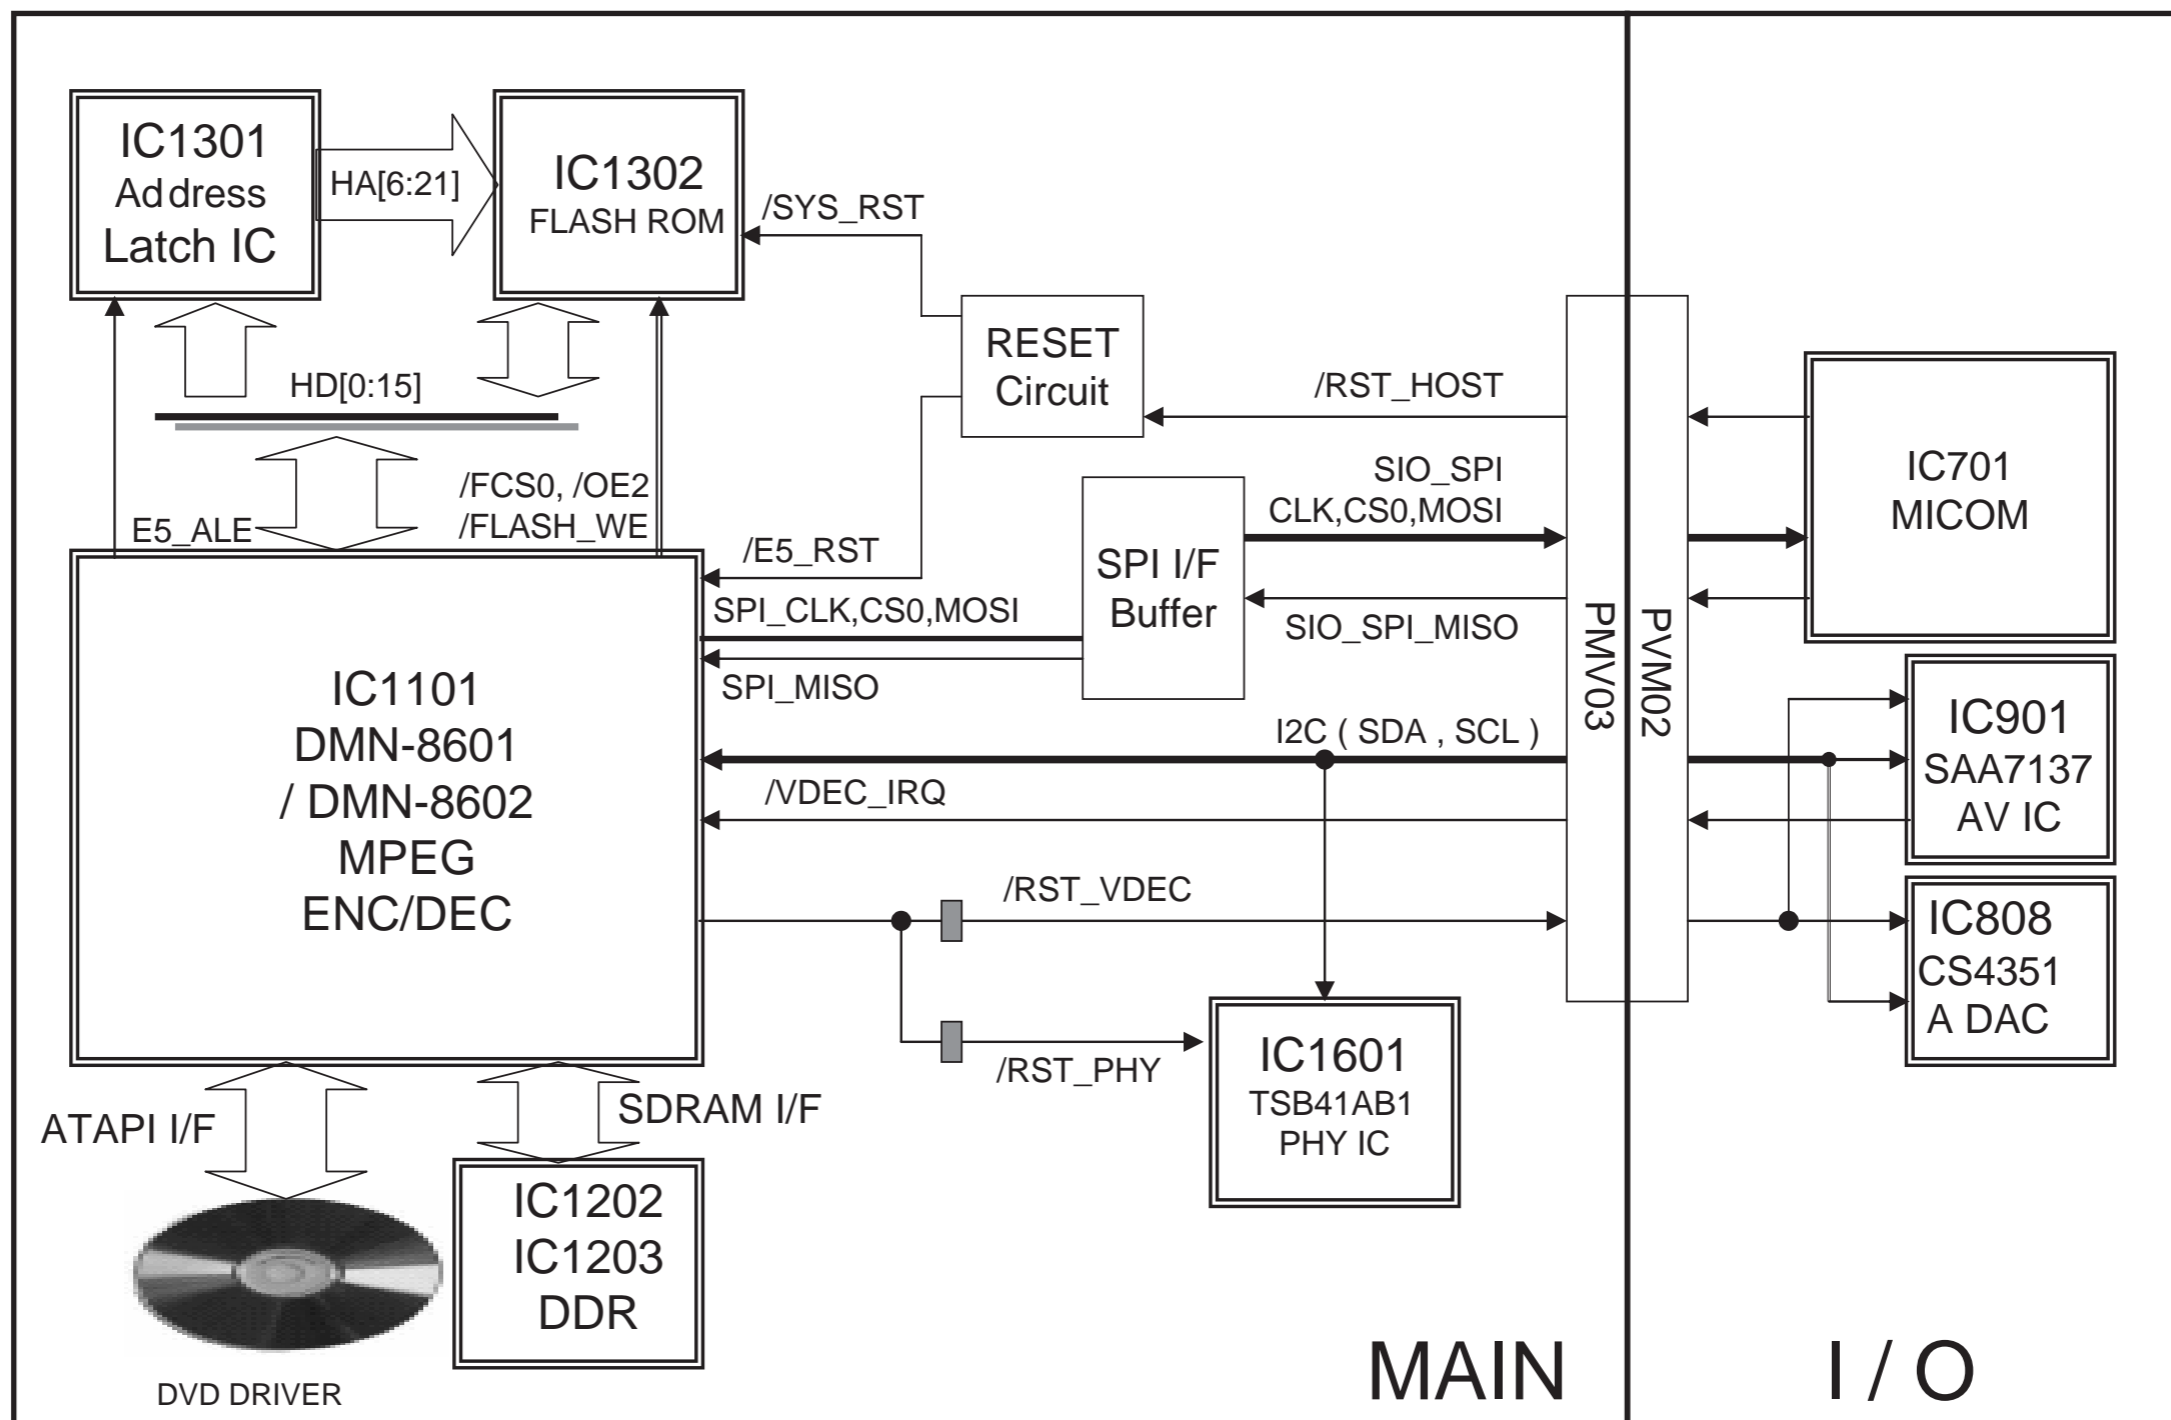 IC1301
Address
Latch IC
HA[6:21]
IC1302
FLASH ROM
/SYS_RST
RESET
Circuit
/RST_HOST
HD[0:15]
/FCS0, /OE2
/FLASH_WE
E5_ALE
/E5_RST
SPI_CLK,CS0,MOSI
SPI_MISO
SPI I/F
Buffer
SIO_SPI
CLK,CS0,MOSI
SIO_SPI_MISO
PMV03
PVM02
IC701
MICOM
IC1101
DMN-8601
/ DMN-8602
MPEG
ENC/DEC
I2C ( SDA , SCL )
/VDEC_IRQ
/RST_VDEC
/RST_PHY
IC901
SAA7137
AV IC
IC808
CS4351
A DAC
IC1601
TSB41AB1
PHY IC
ATAPI I/F
SDRAM I/F
IC1202
IC1203
DDR
DVD DRIVER
MAIN
I / O